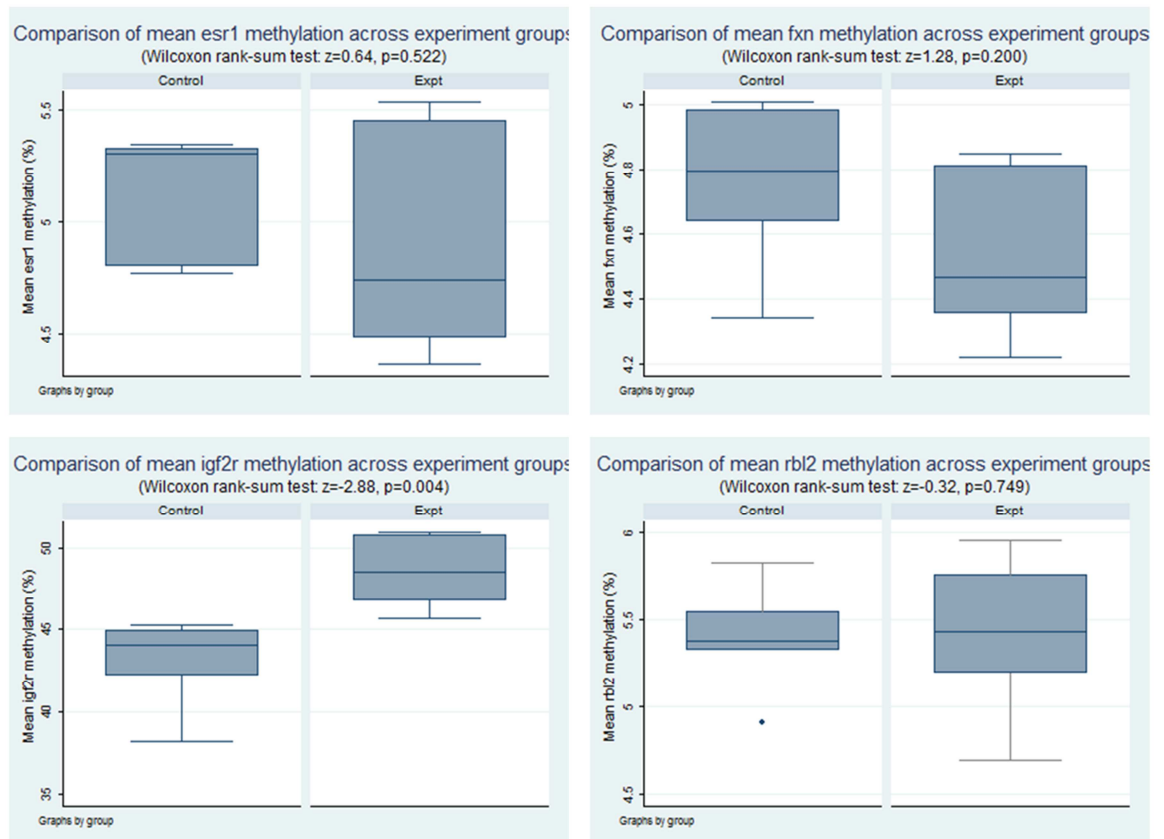 Comparison of mean esr1 methylation across experiment groups
(Wilcoxon rank-sum test: z=0.64, p=0.522)
Control Expt
Mean esr1 methylation (%)
5.5
5
4.5
Graphs by group
Comparison of mean fxn methylation across experiment groups
(Wilcoxon rank-sum test: z=1.28, p=0.200)
Control Expt
Mean fxn methylation (%)
5
4.8
4.6
4.4
4.2
Graphs by group
Comparison of mean igf2r methylation across experiment groups
(Wilcoxon rank-sum test: z=-2.88, p=0.004)
Control Expt
Mean igf2r methylation (%)
50
45
40
35
Graphs by group
Comparison of mean rbl2 methylation across experiment groups
(Wilcoxon rank-sum test: z=-0.32, p=0.749)
Control Expt
Mean rbl2 methylation (%)
6
5.5
5
4.5
Graphs by group